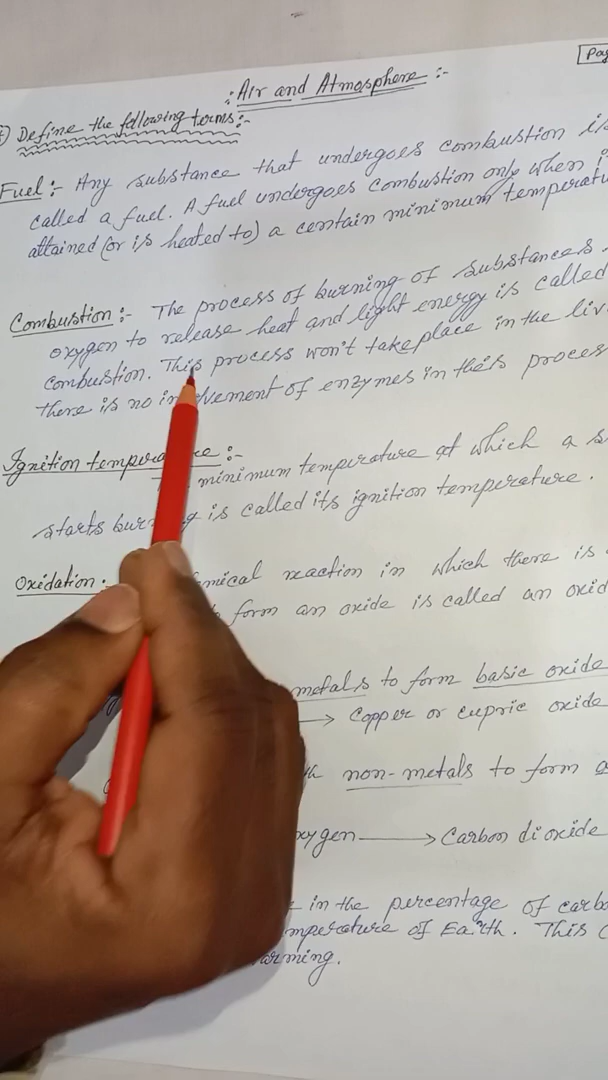 [Pag
:Air and Atmosphere:-
Define the following terms:-
Fuel:- Any substance that undergoes combustion is
called a fuel. A fuel undergoes combustion only when i
attained (or is heated to) a certain minimum temperatu
Combustion:- The process of burning of substances
oxygen to release heat and light energy is called
combustion. This process won't take place in the liv
there is no in vement of enzymes in this proces
Ignition tempera e:-
minimum temperature at which a s
starts bur g is called its ignition temperature.
Oxidation:- mical reaction in which there is
form an oxide is called an oxid
metals to form basic oxide
→ Copper or cupric oxide
non-metals to form a
xygen → Carbon dioxide
in the percentage of carbo
mperature of Earth. This c
arming.